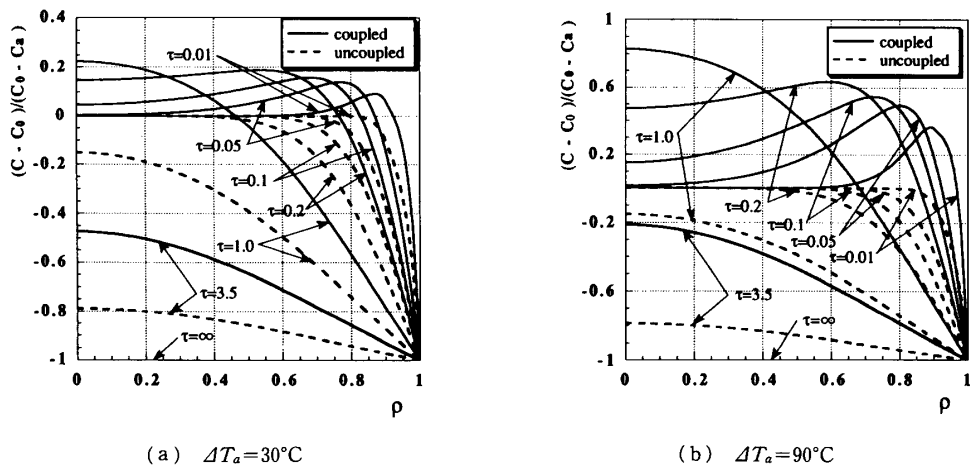 0.4
0.2
0
-0.2
-0.4
-0.6
-0.8
-1
(C - C₀)/(C₀ - Ca)
coupled
uncoupled
τ=0.01
τ=0.05
τ=0.1
τ=0.2
τ=1.0
τ=3.5
τ=∞
0 0.2 0.4 0.6 0.8 1
ρ
(a) ΔTₐ=30°C
1
0.6
0.2
-0.2
-0.6
-1
(C - C₀)/(C₀ - Ca)
coupled
uncoupled
τ=1.0
τ=0.2
τ=0.1
τ=0.05
τ=0.01
τ=3.5
τ=∞
0 0.2 0.4 0.6 0.8 1
ρ
(b) ΔTₐ=90°C